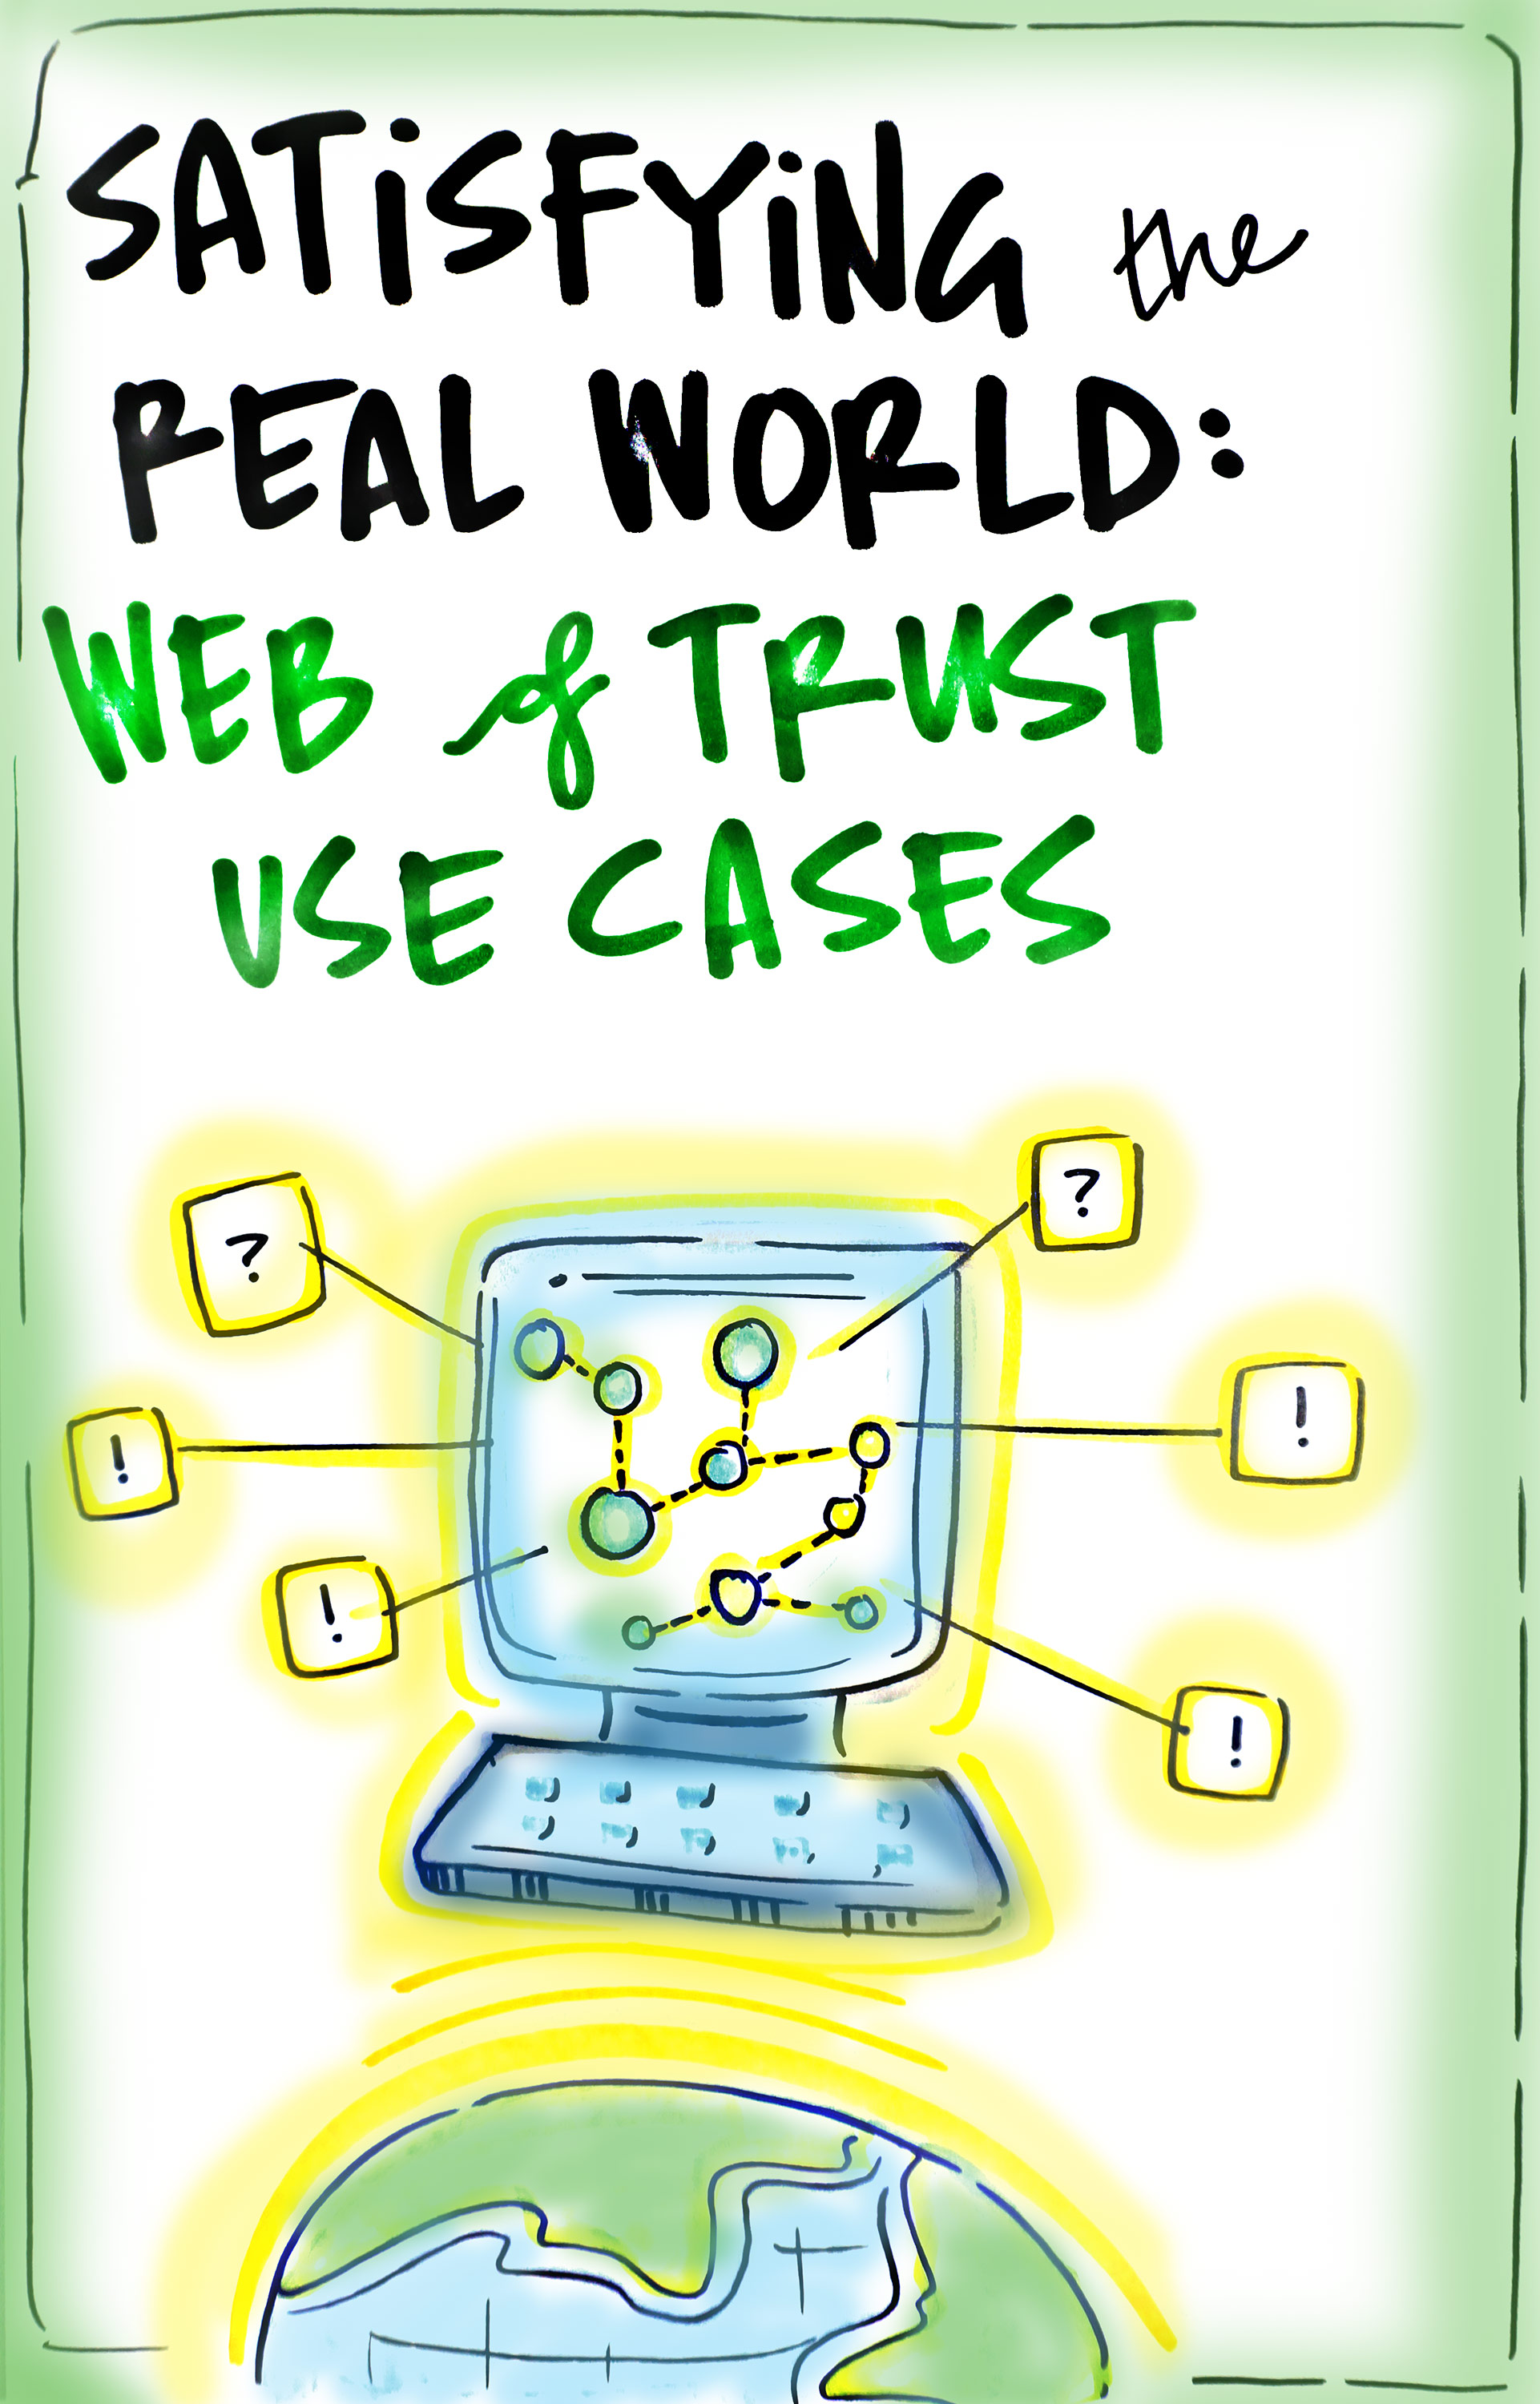 SATiSFYiNG the
REAL WORLD:
WEB of TRUST
USE CASES
?
?
!
!
!
!